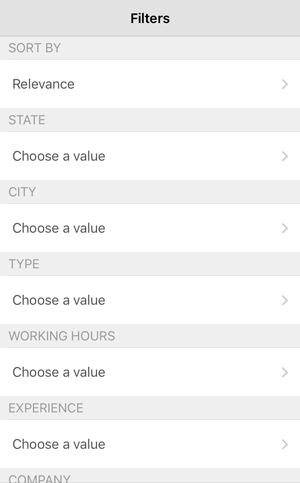 Filters
SORT BY
Relevance
STATE
Choose a value
CITY
Choose a value
TYPE
Choose a value
WORKING HOURS
Choose a value
EXPERIENCE
Choose a value
COMPANY